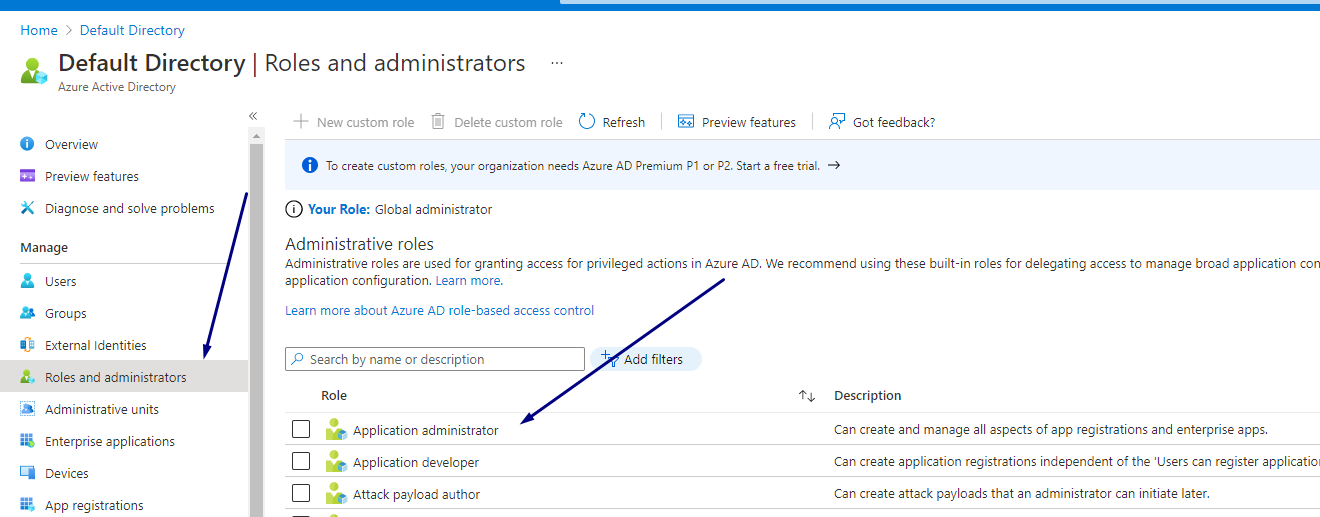 Home > Default Directory
Default Directory | Roles and administrators ...
Azure Active Directory
«
Overview
Preview features
Diagnose and solve problems
Manage
Users
Groups
External Identities
Roles and administrators
Administrative units
Enterprise applications
Devices
App registrations
New custom role Delete custom role Refresh Preview features Got feedback?
To create custom roles, your organization needs Azure AD Premium P1 or P2. Start a free trial. →
Your Role: Global administrator
Administrative roles
Administrative roles are used for granting access for privileged actions in Azure AD. We recommend using these built-in roles for delegating access to manage broad application con
application configuration. Learn more.
Learn more about Azure AD role-based access control
Search by name or description Add filters
Role ↑↓ Description
Application administrator Can create and manage all aspects of app registrations and enterprise apps.
Application developer Can create application registrations independent of the 'Users can register application
Attack payload author Can create attack payloads that an administrator can initiate later.